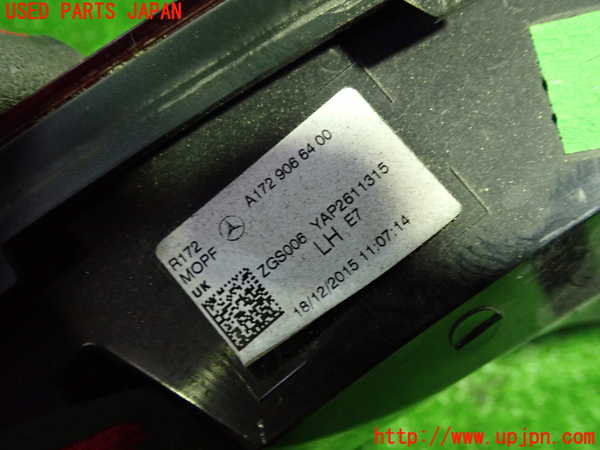 USED PARTS JAPAN
R172
MOPF
UK
A172 906 64 00
ZGS006 YAP2611315
LH E7
18/12/2015 11:07:14
http://www.upjpn.com